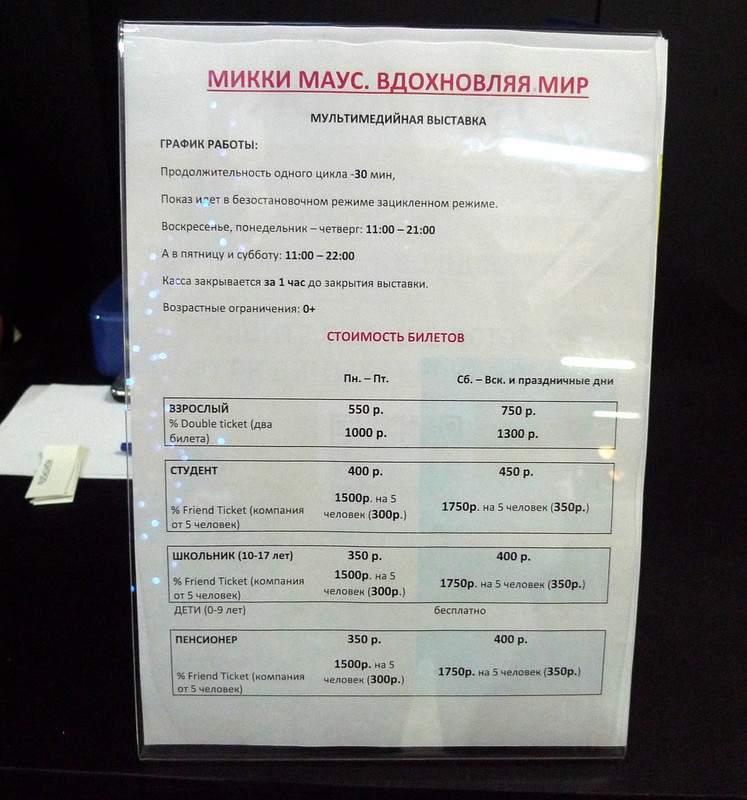 МИККИ МАУС. ВДОХНОВЛЯЯ МИР
МУЛЬТИМЕДИЙНАЯ ВЫСТАВКА
ГРАФИК РАБОТЫ:
Продолжительность одного цикла -30 мин,
Показ идет в безостановочном режиме зацикленном режиме.
Воскресенье, понедельник – четверг: 11:00 – 21:00
А в пятницу и субботу: 11:00 – 22:00
Касса закрывается за 1 час до закрытия выставки.
Возрастные ограничения: 0+
СТОИМОСТЬ БИЛЕТОВ
Пн. – Пт. Сб. – Вск. и праздничные дни
ВЗРОСЛЫЙ 550 р. 750 р.
% Double ticket (два билета) 1000 р. 1300 р.
СТУДЕНТ 400 р. 450 р.
% Friend Ticket (компания от 5 человек) 1500р. на 5 человек (300р.) 1750р. на 5 человек (350р.)
ШКОЛЬНИК (10-17 лет) 350 р. 400 р.
% Friend Ticket (компания от 5 человек) 1500р. на 5 человек (300р.) 1750р. на 5 человек (350р.)
ДЕТИ (0-9 лет) бесплатно
ПЕНСИОНЕР 350 р. 400 р.
% Friend Ticket (компания от 5 человек) 1500р. на 5 человек (300р.) 1750р. на 5 человек (350р.)